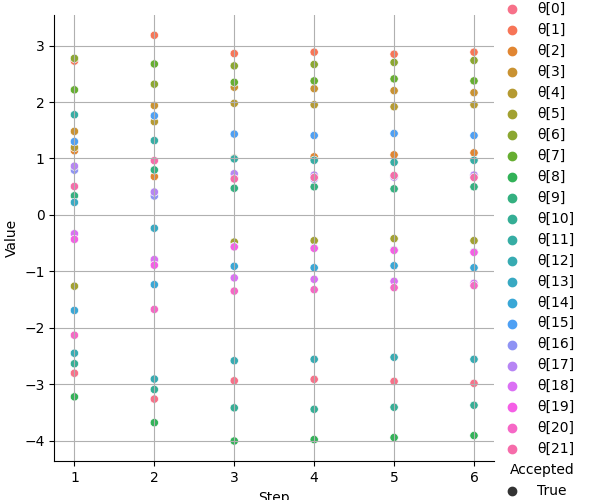 3
2
1
0
−1
−2
−3
−4
Value
1 2 3 4 5 6
Step
θ[0]
θ[1]
θ[2]
θ[3]
θ[4]
θ[5]
θ[6]
θ[7]
θ[8]
θ[9]
θ[10]
θ[11]
θ[12]
θ[13]
θ[14]
θ[15]
θ[16]
θ[17]
θ[18]
θ[19]
θ[20]
θ[21]
Accepted
True